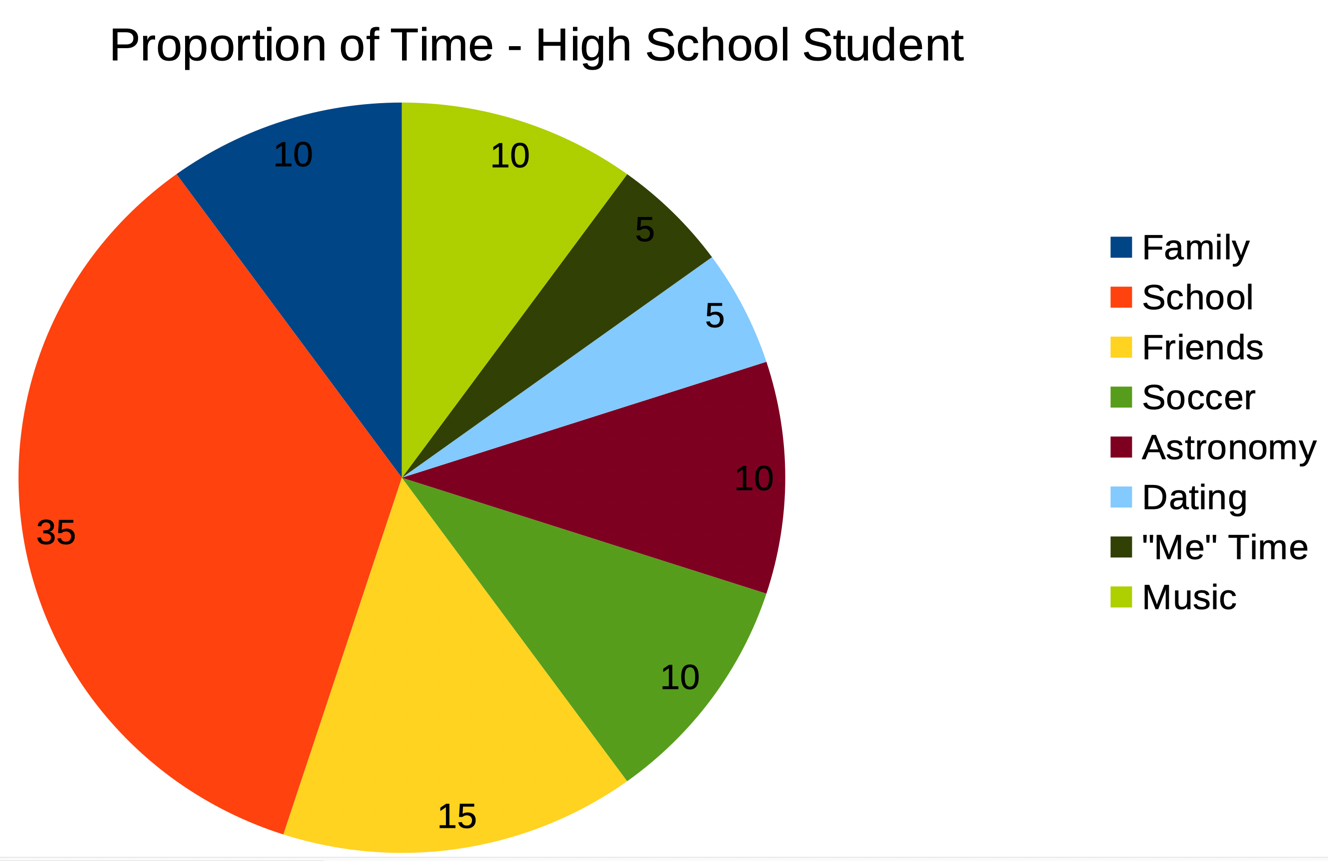 Proportion of Time - High School Student
10
10
5
5
10
35
10
15
Family
School
Friends
Soccer
Astronomy
Dating
"Me" Time
Music